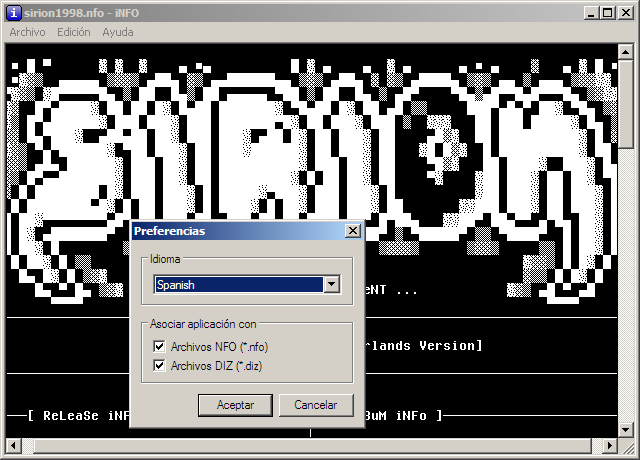 sirion1998.nfo - iNFO
Archivo Edición Ayuda
SIRION
Preferencias
Idioma
Spanish
eNT ...
Asociar aplicación con
Archivos NFO (*.nfo)
rlands Version]
Archivos DIZ (*.diz)
Aceptar Cancelar
[ ReLeaSe iNF
BuM iNFo ]